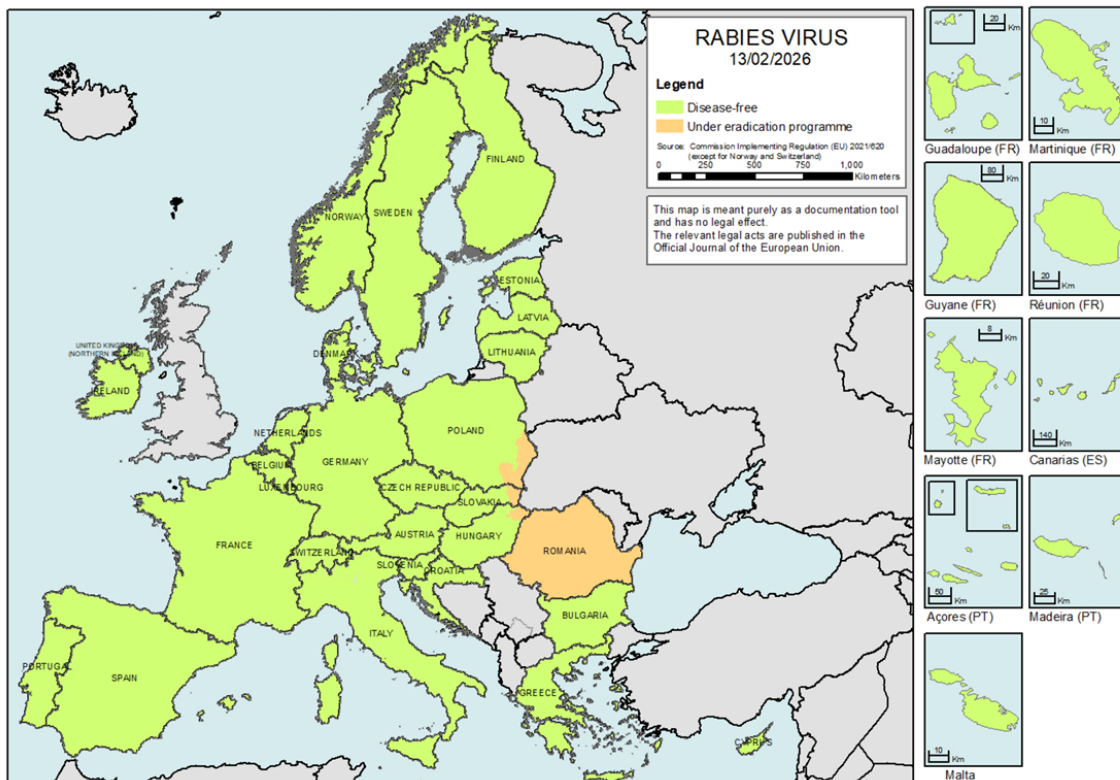 RABIES VIRUS
13/02/2026
Legend
Disease-free
Under eradication programme
Source: Commission Implementing Regulation (EU) 2021/620
(except for Norway and Switzerland)
0 250 500 750 1,000
Kilometers
This map is meant purely as a documentation tool
and has no legal effect.
The relevant legal acts are published in the
Official Journal of the European Union.
FINLAND
NORWAY
SWEDEN
ESTONIA
LATVIA
LITHUANIA
DENMARK
UNITED KINGDOM
(NORTHERN IRELAND)
IRELAND
NETHERLANDS
POLAND
BELGIUM
GERMANY
LUXEMBOURG
CZECH REPUBLIC
SLOVAKIA
FRANCE
AUSTRIA
HUNGARY
SWITZERLAND
ROMANIA
SLOVENIA
CROATIA
BULGARIA
ITALY
PORTUGAL
SPAIN
GREECE
CYPRUS
20
Km
Guadaloupe (FR)
10
Km
Martinique (FR)
80
Km
Guyane (FR)
20
Km
Réunion (FR)
8
Km
Mayotte (FR)
140
Km
Canarias (ES)
50
Km
Açores (PT)
25
Km
Madeira (PT)
10
Km
Malta